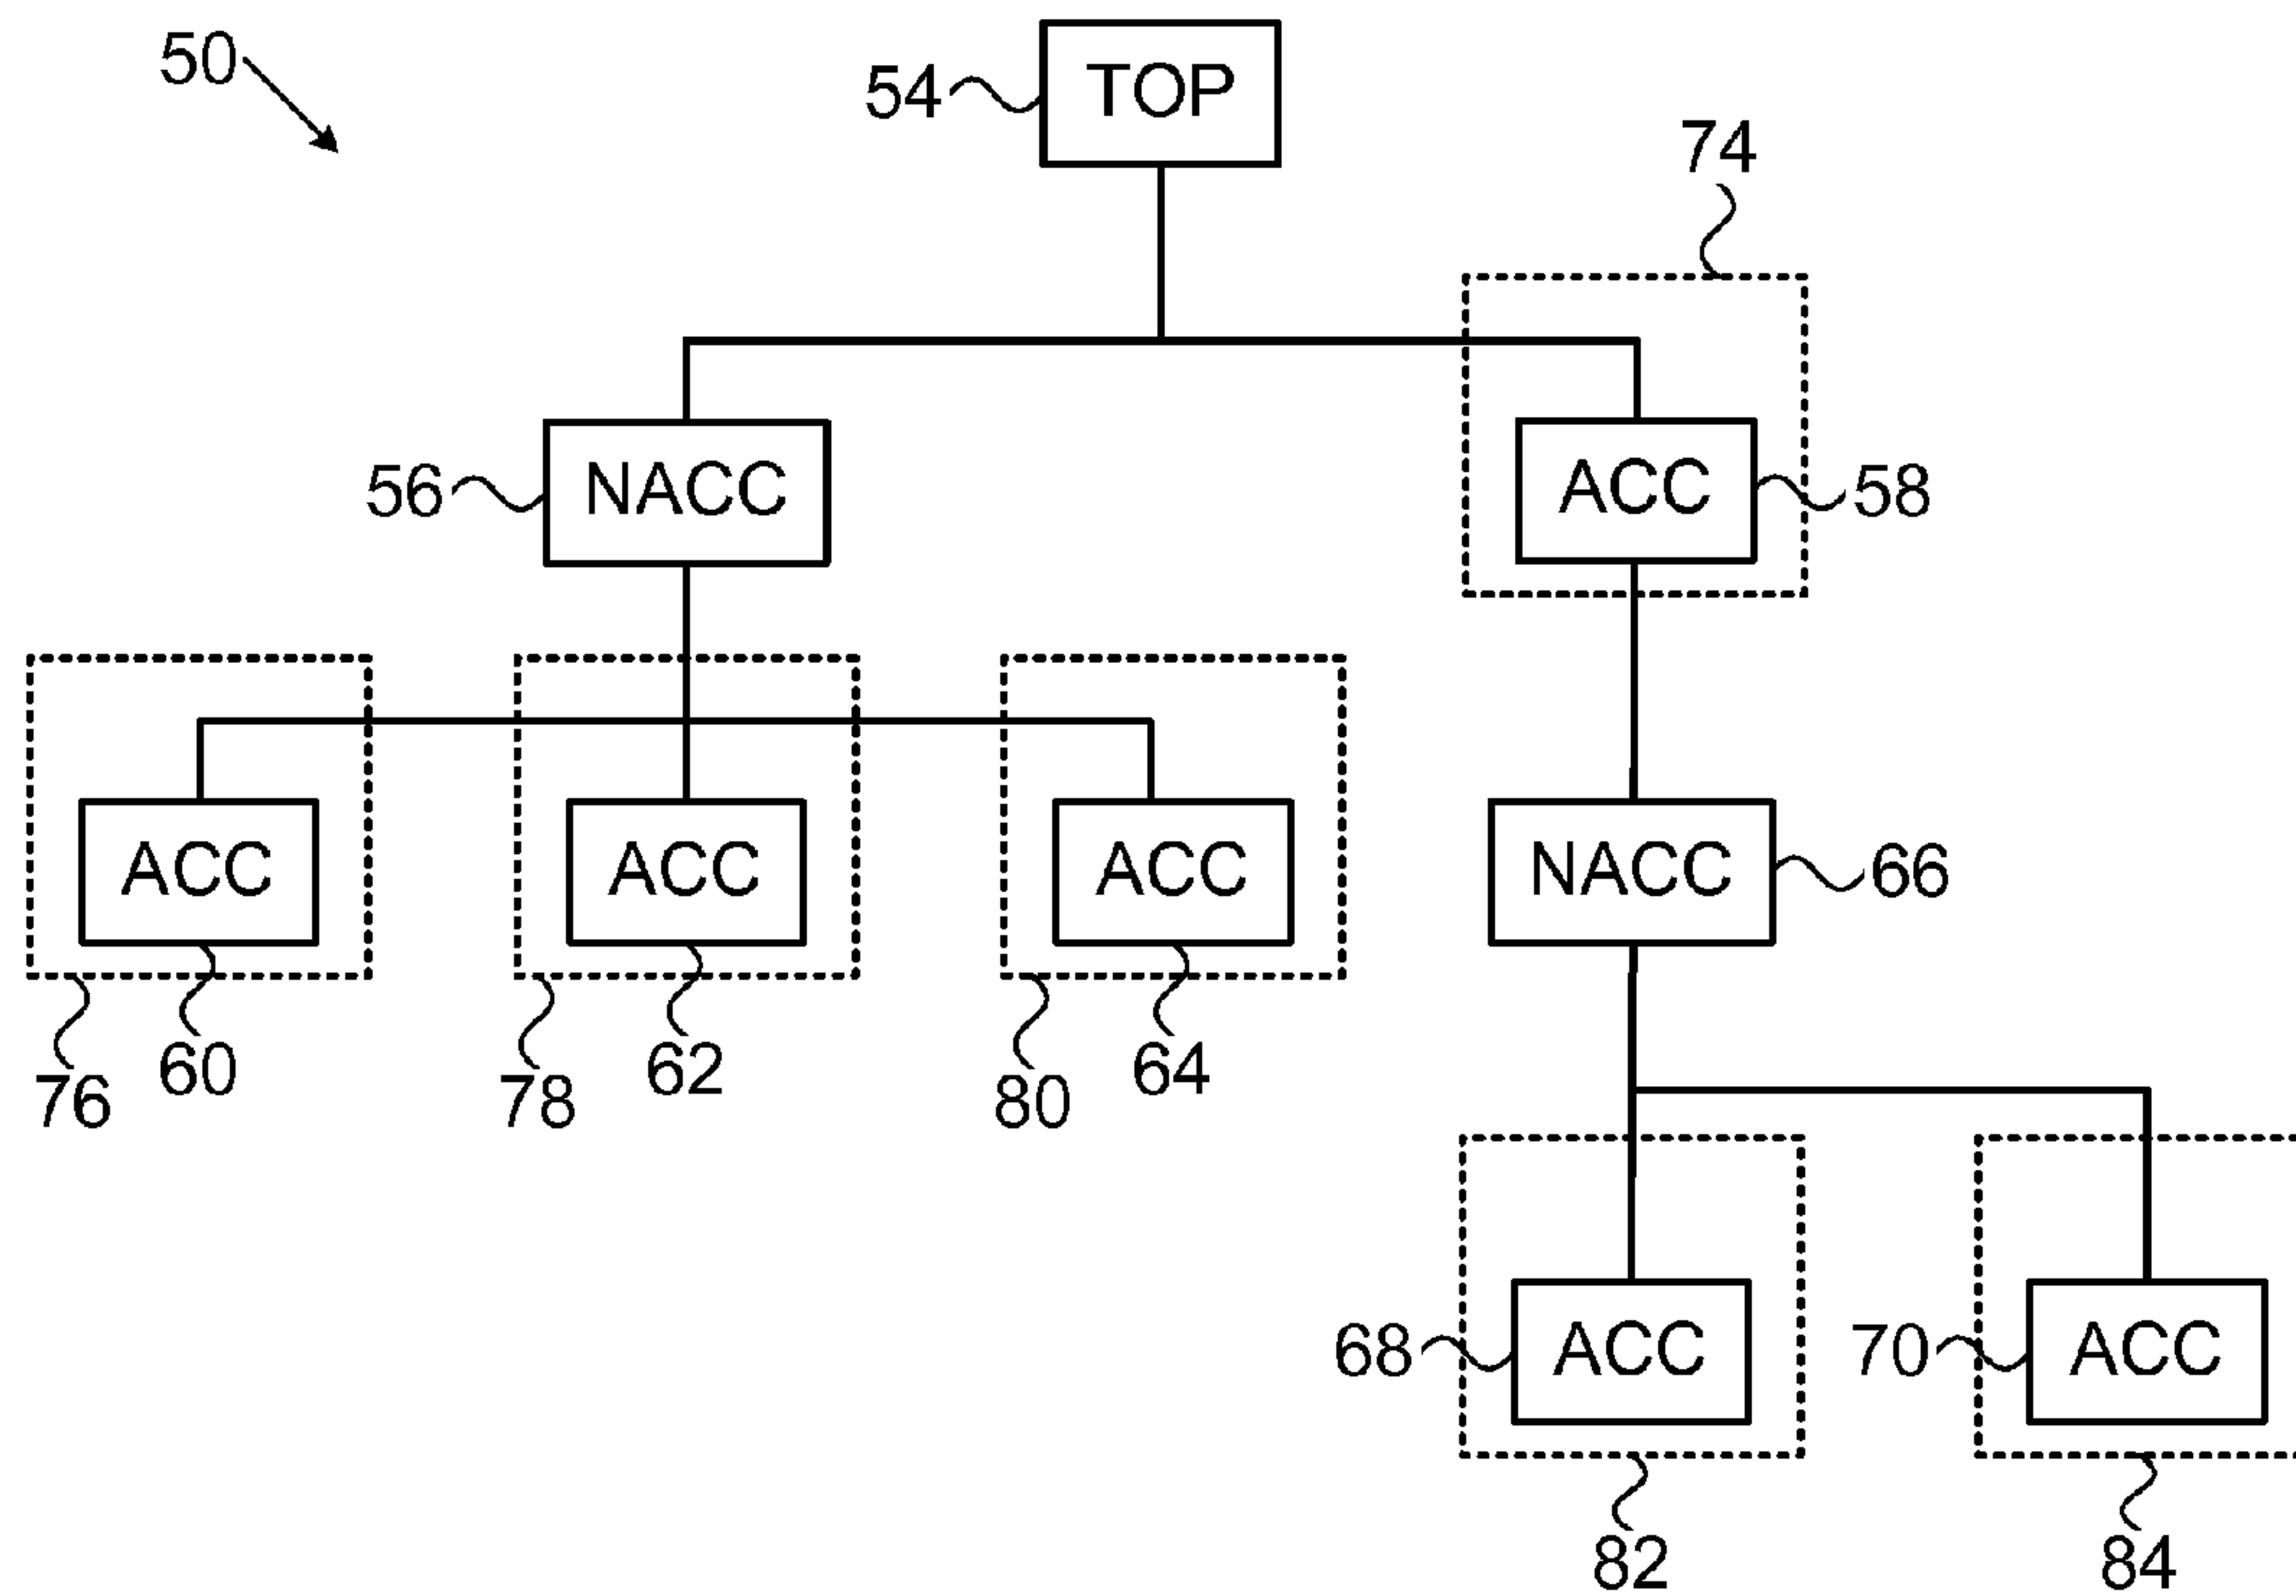 50
54 TOP
74
56 NACC
ACC 58
ACC ACC ACC
NACC 66
76 60 78 62 80 64
68 ACC 70 ACC
82 84